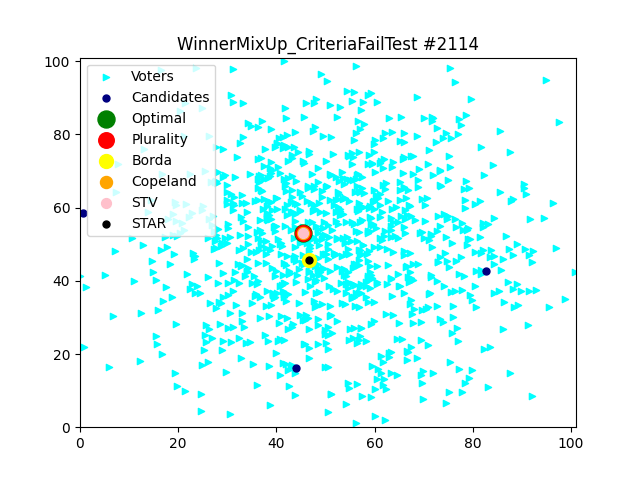 WinnerMixUp_CriteriaFailTest #2114
100
80
60
40
20
0
Voters
Candidates
Optimal
Plurality
Borda
Copeland
STV
STAR
0 20 40 60 80 100